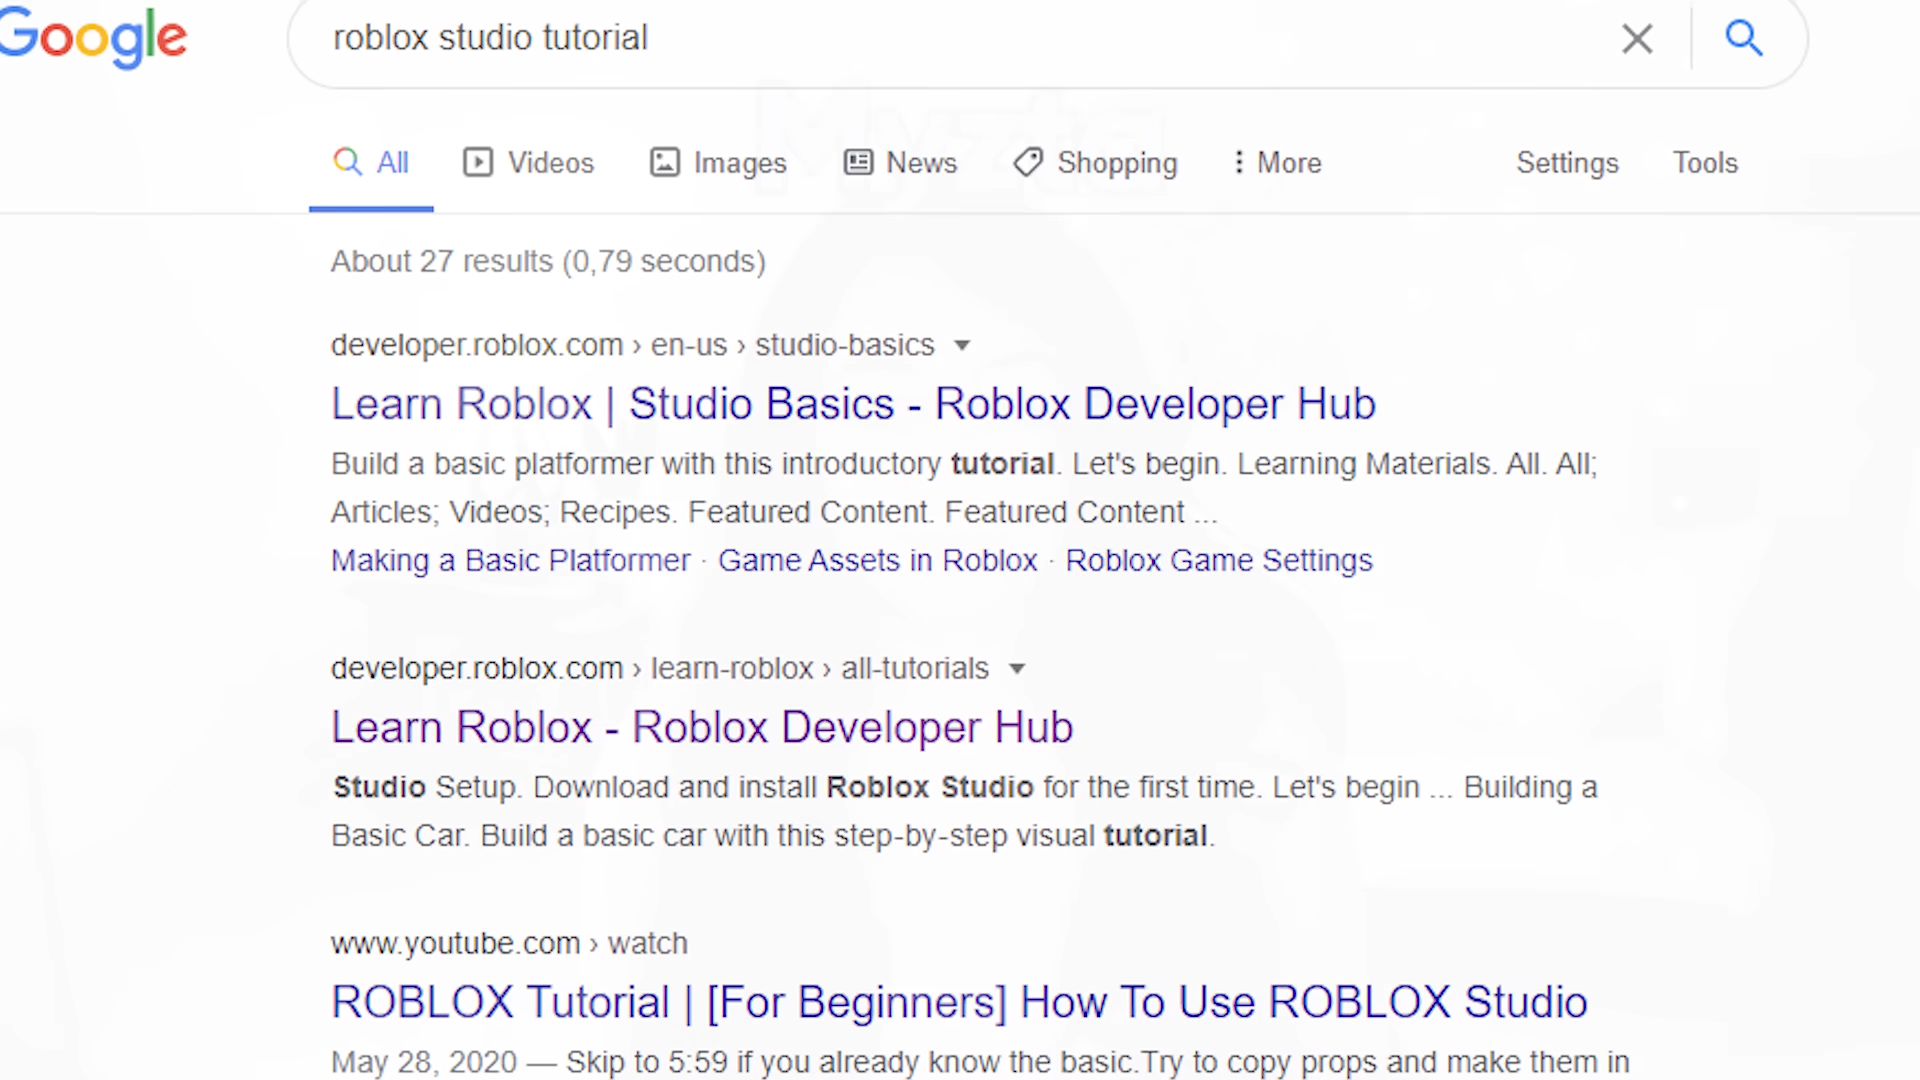 Google
roblox studio tutorial
All Videos Images News Shopping More Settings Tools
About 27 results (0,79 seconds)
developer.roblox.com › en-us › studio-basics
Learn Roblox | Studio Basics - Roblox Developer Hub
Build a basic platformer with this introductory tutorial. Let's begin. Learning Materials. All. All;
Articles; Videos; Recipes. Featured Content. Featured Content ...
Making a Basic Platformer · Game Assets in Roblox · Roblox Game Settings
developer.roblox.com › learn-roblox › all-tutorials
Learn Roblox - Roblox Developer Hub
Studio Setup. Download and install Roblox Studio for the first time. Let's begin ... Building a
Basic Car. Build a basic car with this step-by-step visual tutorial.
www.youtube.com › watch
ROBLOX Tutorial | [For Beginners] How To Use ROBLOX Studio
May 28, 2020 — Skip to 5:59 if you already know the basic.Try to copy props and make them in